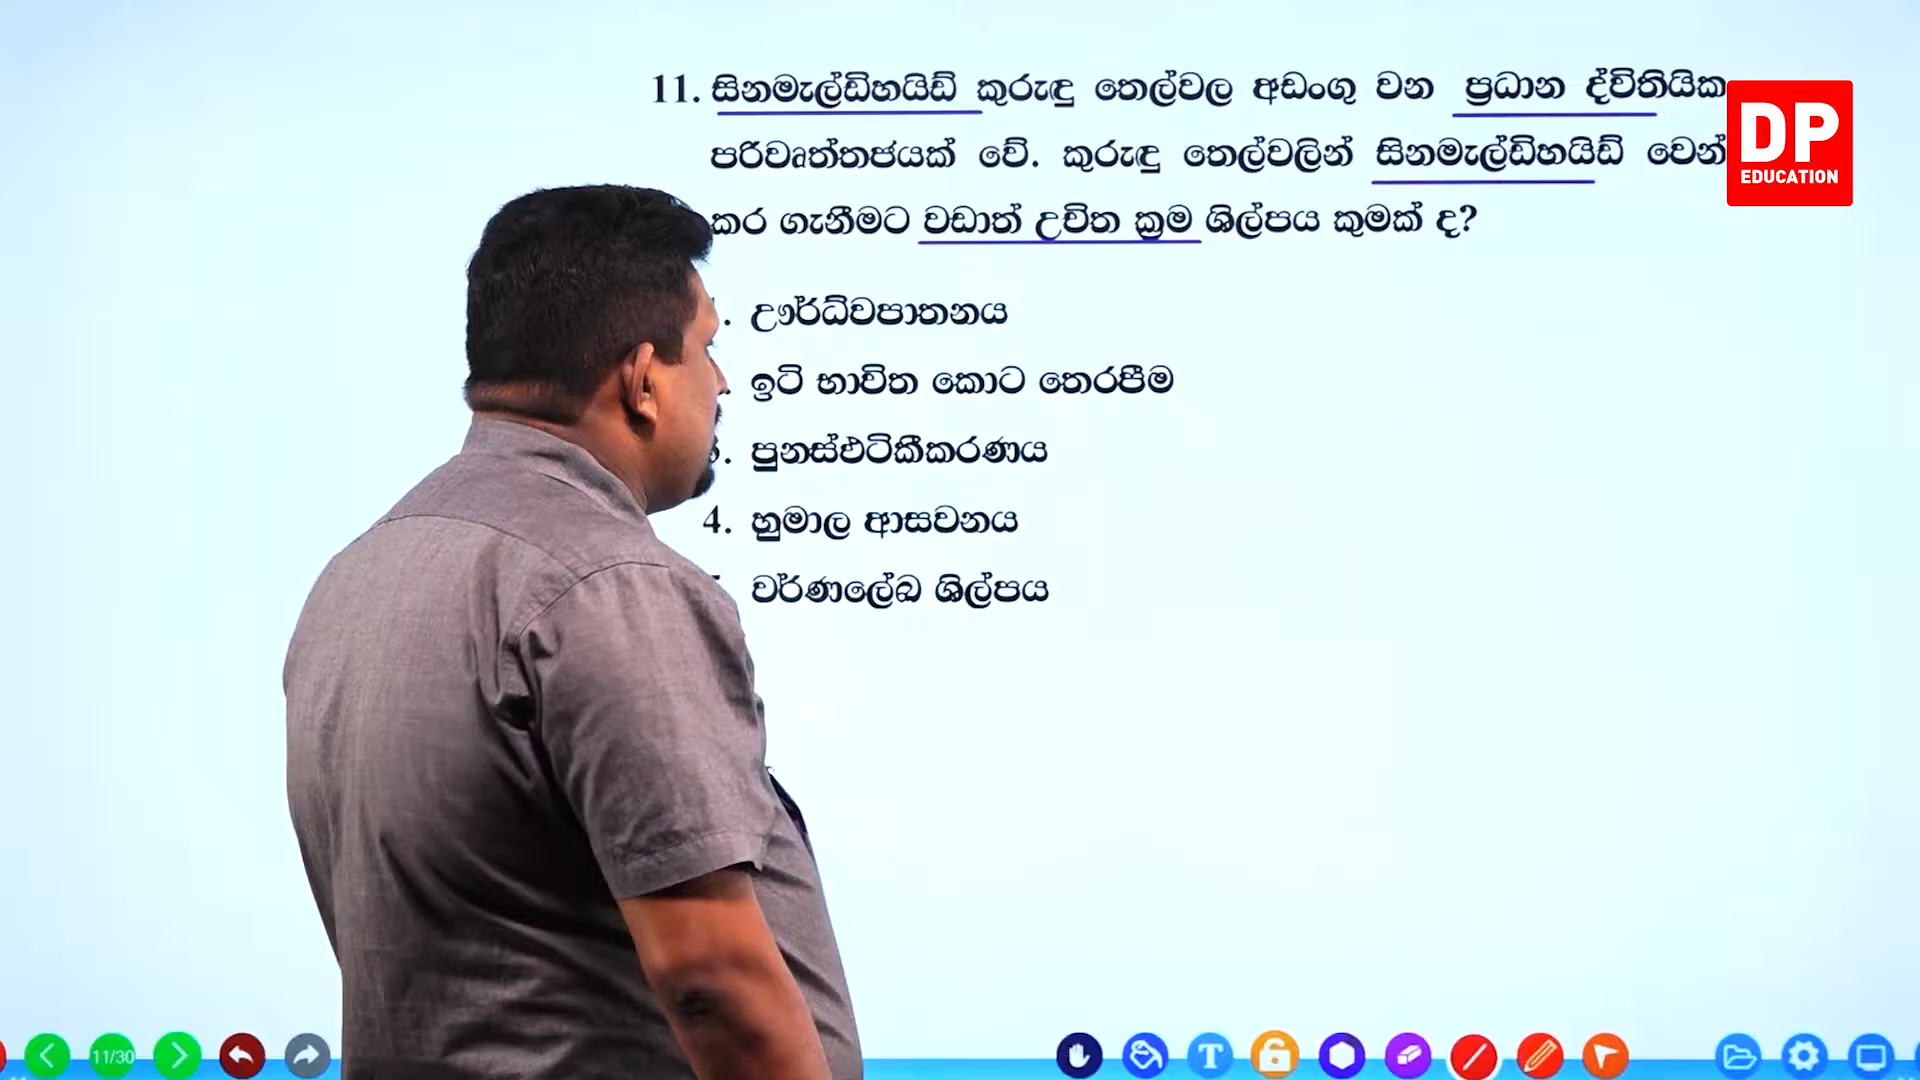 11. සිනමැල්ඩිහයිඩ් කුරුඳු තෙල්වල අඩංගු වන ප්‍රධාන ද්විතියික
පරිවෘත්තජයක් වේ. කුරුඳු තෙල්වලින් සිනමැල්ඩිහයිඩ් වෙන්
කර ගැනීමට වඩාත් උචිත ක්‍රම ශිල්පය කුමක් ද?
DP
EDUCATION
ඌර්ධ්වපාතනය
ඉටි භාවිත කොට තෙරපීම
පුනස්ඵටිකීකරණය
4. හුමාල ආසවනය
වර්ණලේඛ ශිල්පය
11/30
T